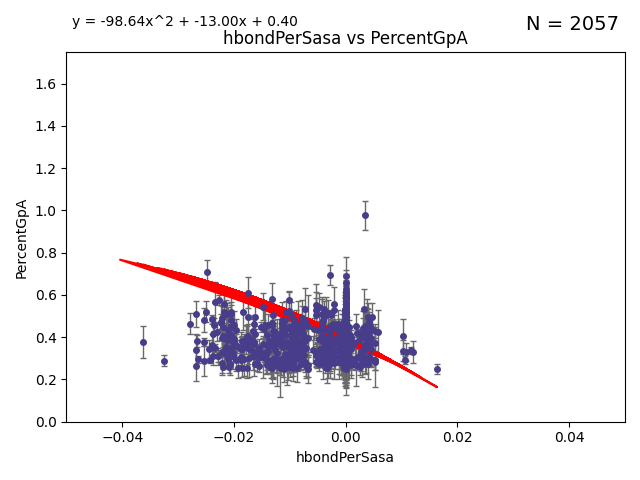 y = -98.64x^2 + -13.00x + 0.40
N = 2057
hbondPerSasa vs PercentGpA
1.6
1.4
1.2
1.0
0.8
0.6
0.4
0.2
0.0
PercentGpA
−0.04
−0.02
0.00
0.02
0.04
hbondPerSasa